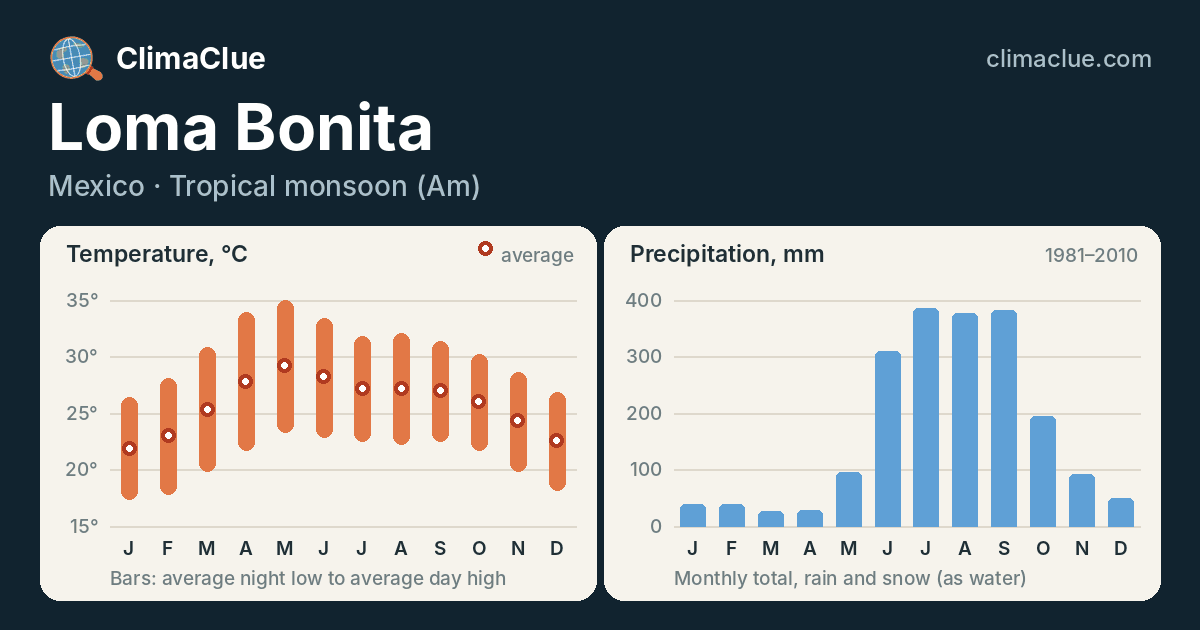 ClimaClue
climaclue.com
Loma Bonita
Mexico · Tropical monsoon (Am)
Temperature, °C
average
35°
30°
25°
20°
15°
J F M A M J J A S O N D
Bars: average night low to average day high
Precipitation, mm
1981–2010
400
300
200
100
0
J F M A M J J A S O N D
Monthly total, rain and snow (as water)